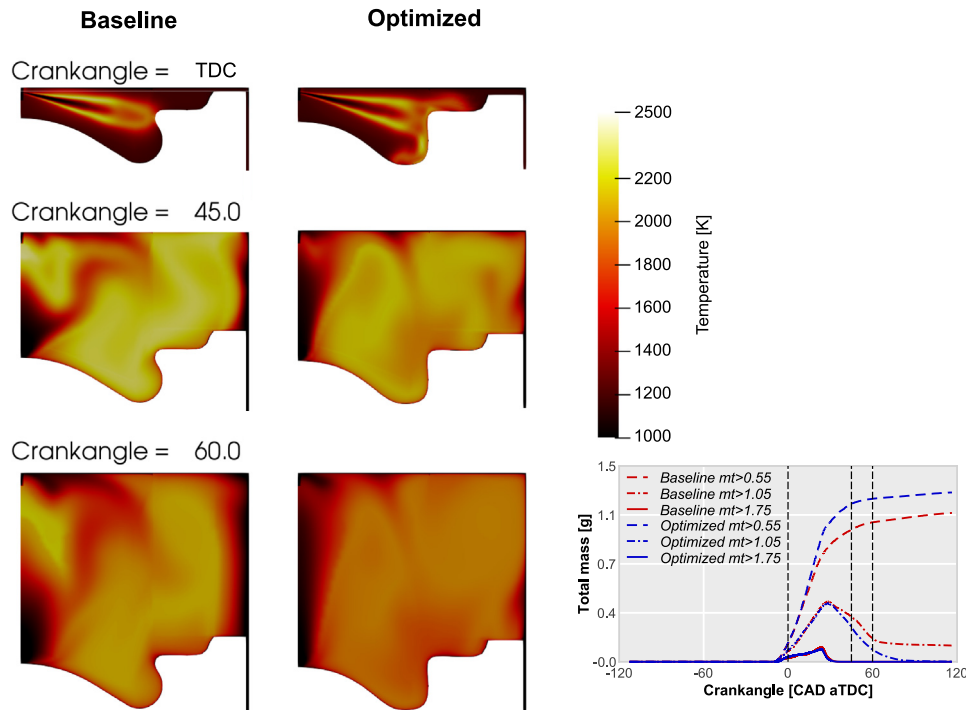 Baseline Optimized
Crankangle = TDC
Crankangle = 45.0
Crankangle = 60.0
2500
2200
2000
1800
1600
1400
1200
1000
Temperature [K]
1.5
1.1
0.7
0.4
-0.0
Total mass [g]
Baseline mt>0.55
Baseline mt>1.05
Baseline mt>1.75
Optimized mt>0.55
Optimized mt>1.05
Optimized mt>1.75
-120 -60 0 60 120
Crankangle [CAD aTDC]